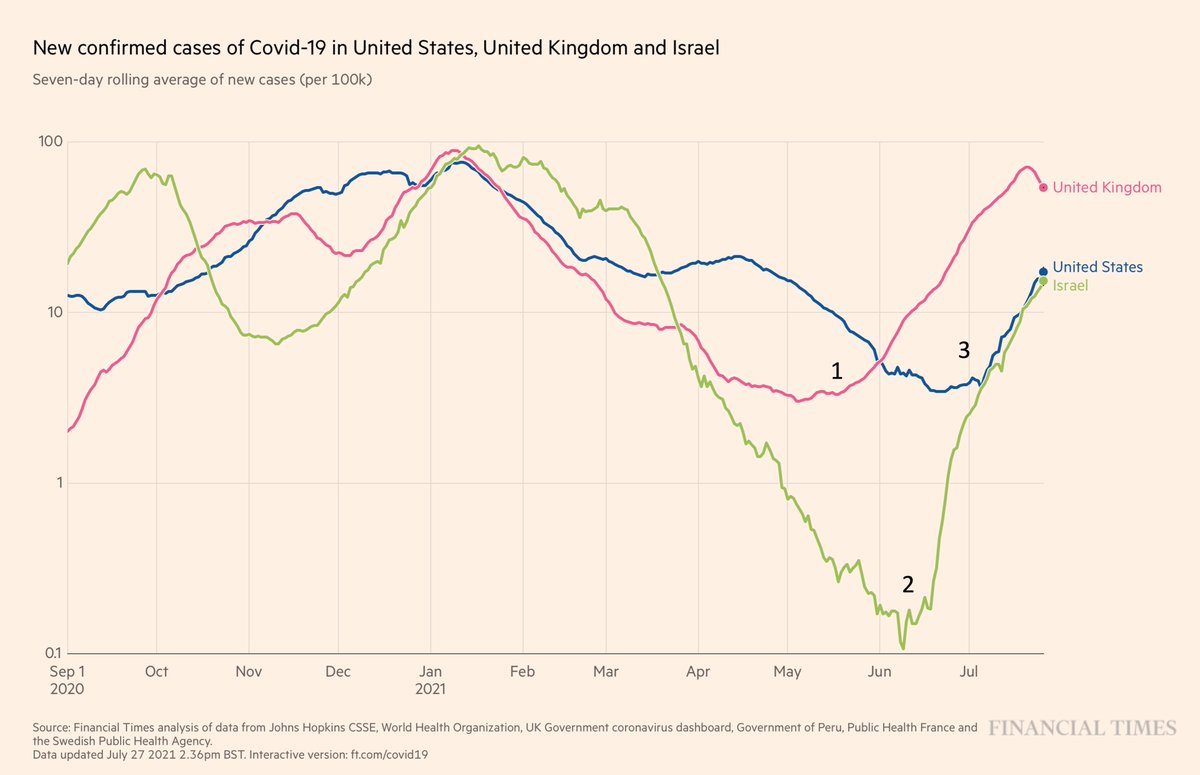 New confirmed cases of Covid-19 in United States, United Kingdom and Israel
Seven-day rolling average of new cases (per 100k)
100
10
1
0.1
United Kingdom
United States
Israel
1
3
2
Sep 1 Oct Nov Dec Jan Feb Mar Apr May Jun Jul
2020 2021
Source: Financial Times analysis of data from Johns Hopkins CSSE, World Health Organization, UK Government coronavirus dashboard, Government of Peru, Public Health France and
the Swedish Public Health Agency.
Data updated July 27 2021 2.36pm BST. Interactive version: ft.com/covid19
FINANCIAL TIMES